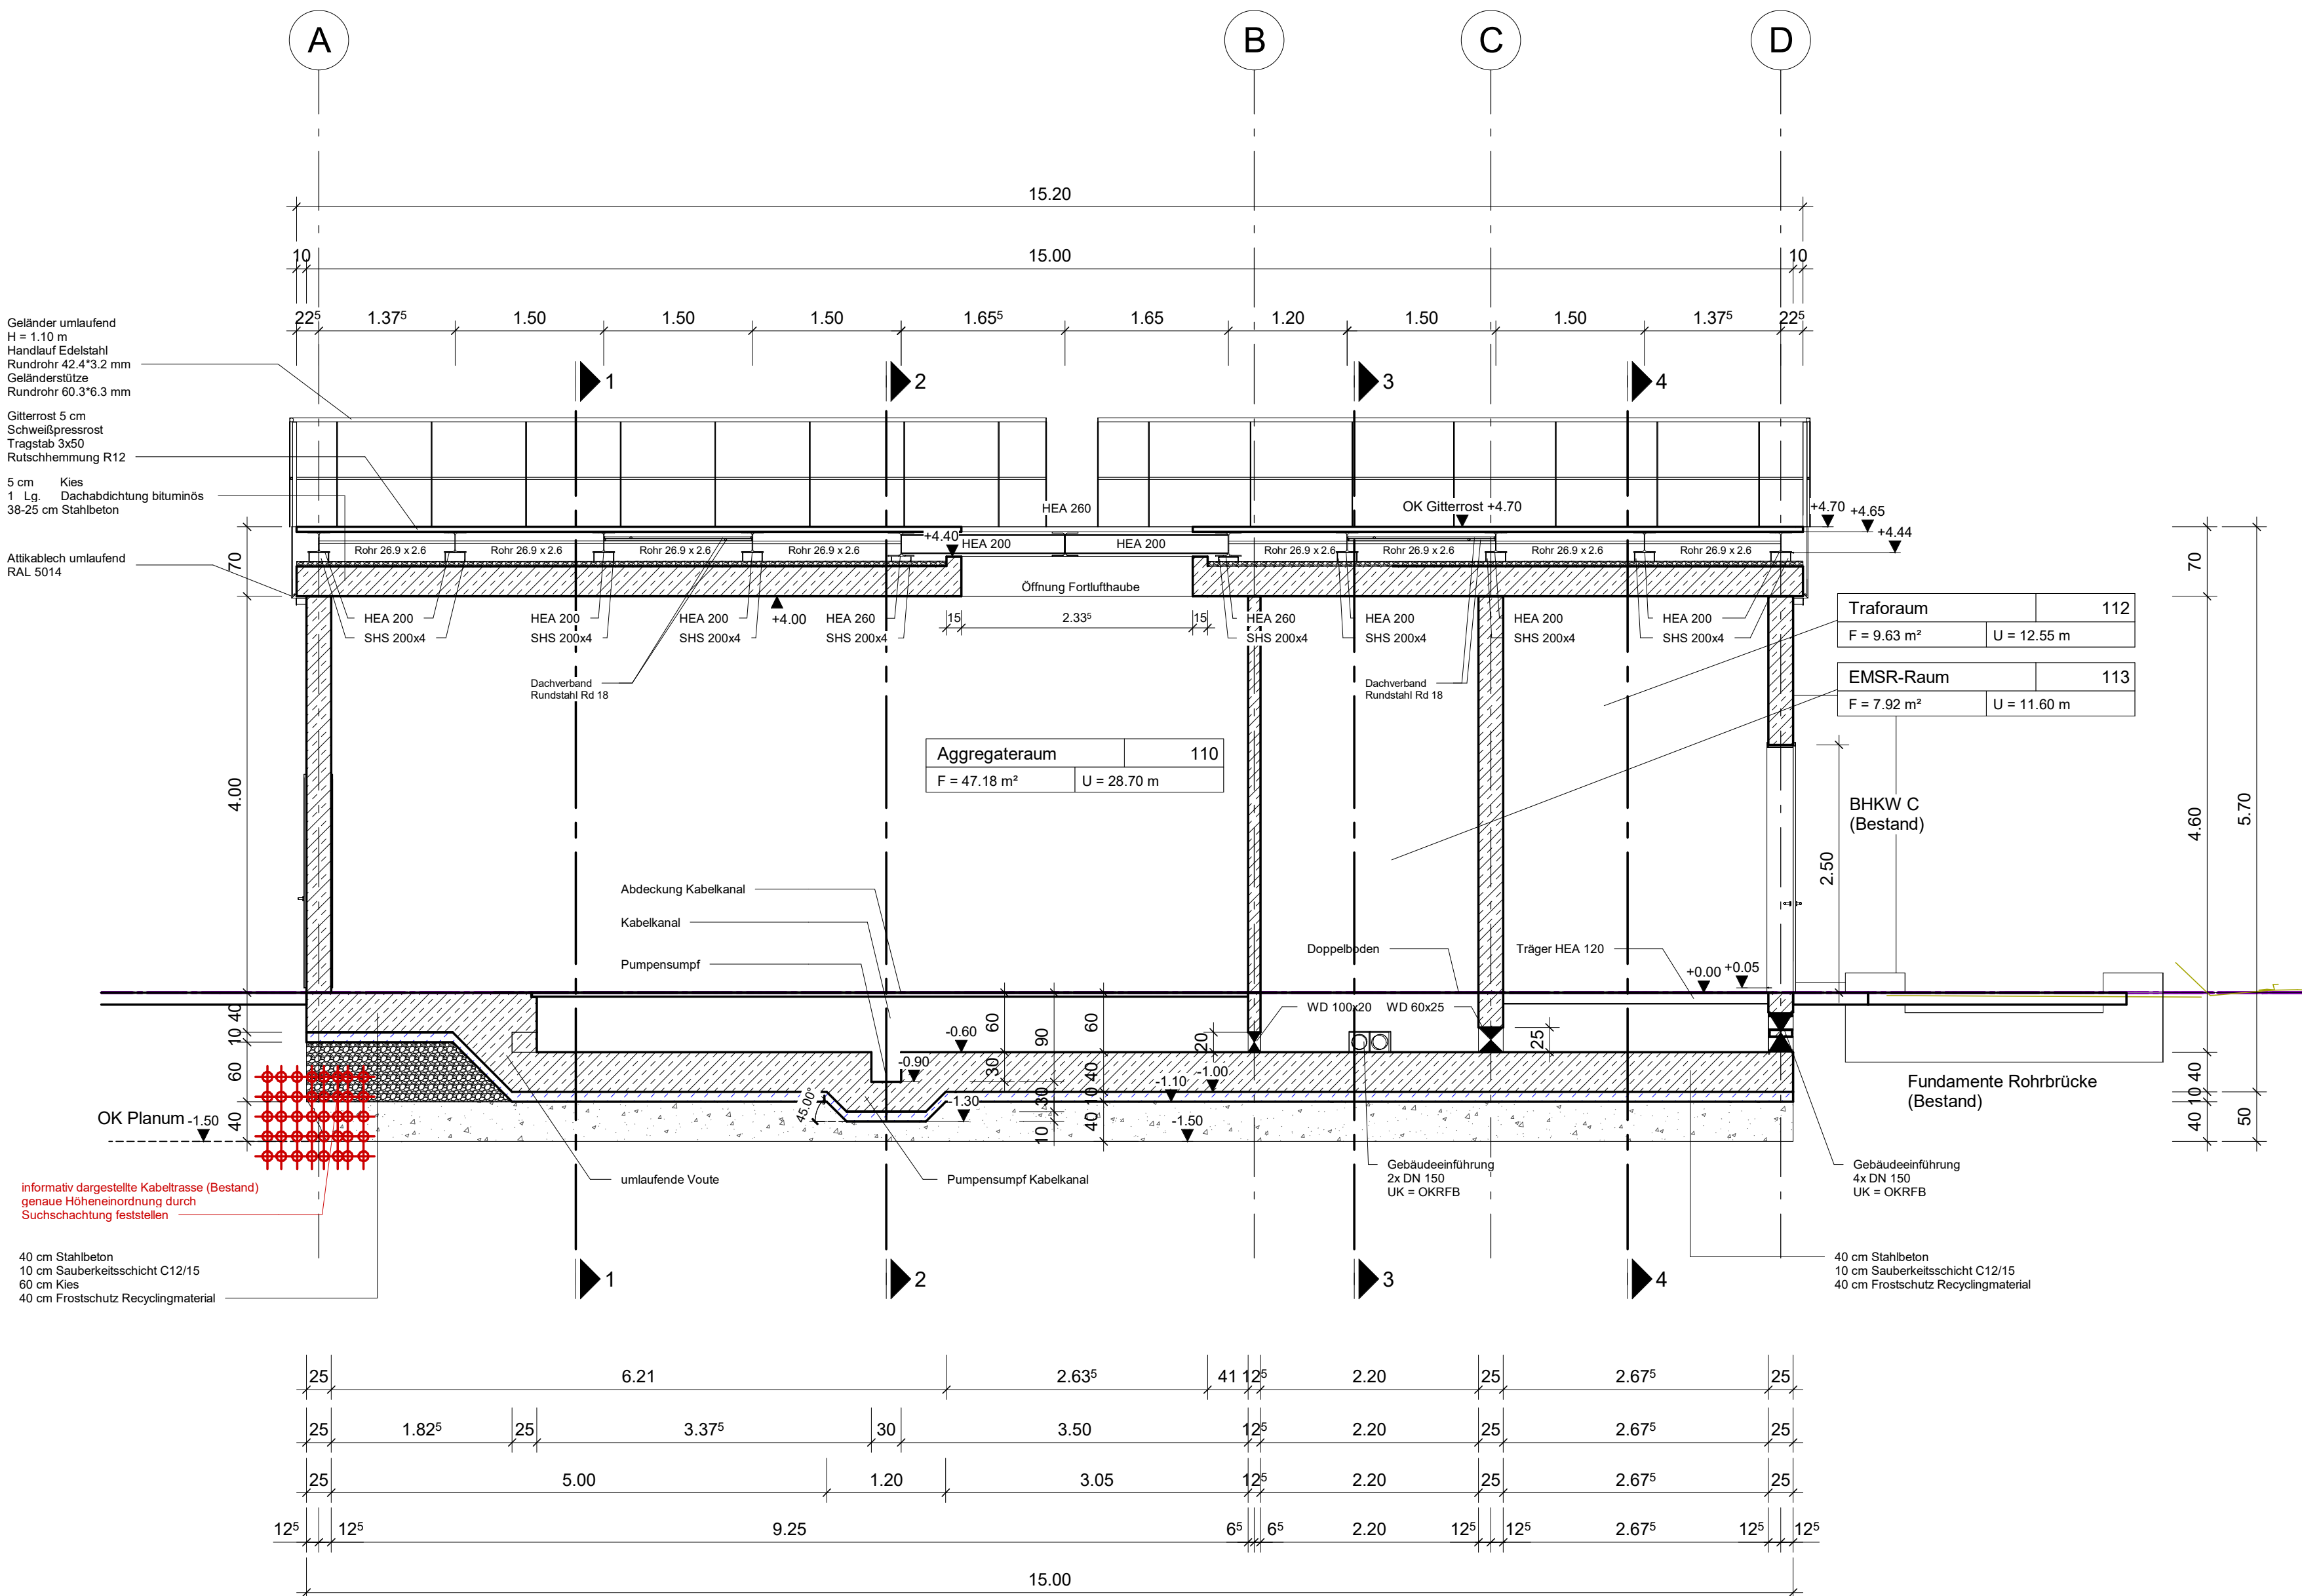 A
B
C
D
15.20
10
15.00
10
22⁵
1.37⁵
1.50
1.50
1.50
1.65⁵
1.65
1.20
1.50
1.50
1.37⁵
22⁵
Geländer umlaufend
H = 1.10 m
Handlauf Edelstahl
Rundrohr 42.4*3.2 mm
Geländerstütze
Rundrohr 60.3*6.3 mm
1
2
3
4
Gitterrost 5 cm
Schweißpressrost
Tragstab 3x50
Rutschhemmung R12
5 cm Kies
1 Lg. Dachabdichtung bituminös
38-25 cm Stahlbeton
HEA 260
OK Gitterrost +4.70
+4.70
+4.65
+4.44
+4.40
HEA 200
HEA 200
Rohr 26.9 x 2.6
Rohr 26.9 x 2.6
Rohr 26.9 x 2.6
Rohr 26.9 x 2.6
Rohr 26.9 x 2.6
Rohr 26.9 x 2.6
Rohr 26.9 x 2.6
Rohr 26.9 x 2.6
Attikablech umlaufend
RAL 5014
70
70
Öffnung Fortlufthaube
HEA 200
SHS 200x4
HEA 200
SHS 200x4
HEA 200
SHS 200x4
+4.00
HEA 260
SHS 200x4
15
2.33⁵
15
HEA 260
SHS 200x4
HEA 200
SHS 200x4
HEA 200
SHS 200x4
HEA 200
SHS 200x4
Traforaum 112
F = 9.63 m² U = 12.55 m
EMSR-Raum 113
F = 7.92 m² U = 11.60 m
Dachverband
Rundstahl Rd 18
Dachverband
Rundstahl Rd 18
Aggregateraum 110
F = 47.18 m² U = 28.70 m
4.00
BHKW C
(Bestand)
2.50
4.60
5.70
Abdeckung Kabelkanal
Kabelkanal
Pumpensumpf
Doppelboden
Träger HEA 120
+0.00
+0.05
WD 100x20
WD 60x25
40
10
60
40
-0.60
60
30
90
30
10
60
40
10
40
20
25
-0.90
-1.00
-1.10
-1.30
-1.50
45.00°
OK Planum -1.50
Fundamente Rohrbrücke
(Bestand)
40
10
40
50
umlaufende Voute
Pumpensumpf Kabelkanal
Gebäudeeinführung
2x DN 150
UK = OKRFB
Gebäudeeinführung
4x DN 150
UK = OKRFB
informativ dargestellte Kabeltrasse (Bestand)
genaue Höheneinordnung durch
Suchschachtung feststellen
40 cm Stahlbeton
10 cm Sauberkeitsschicht C12/15
60 cm Kies
40 cm Frostschutz Recyclingmaterial
40 cm Stahlbeton
10 cm Sauberkeitsschicht C12/15
40 cm Frostschutz Recyclingmaterial
1
2
3
4
25
6.21
2.63⁵
41
12⁵
2.20
25
2.67⁵
25
25
1.82⁵
25
3.37⁵
30
3.50
12⁵
2.20
25
2.67⁵
25
25
5.00
1.20
3.05
12⁵
2.20
25
2.67⁵
25
12⁵
12⁵
9.25
6⁵
6⁵
2.20
12⁵
12⁵
2.67⁵
12⁵
12⁵
15.00